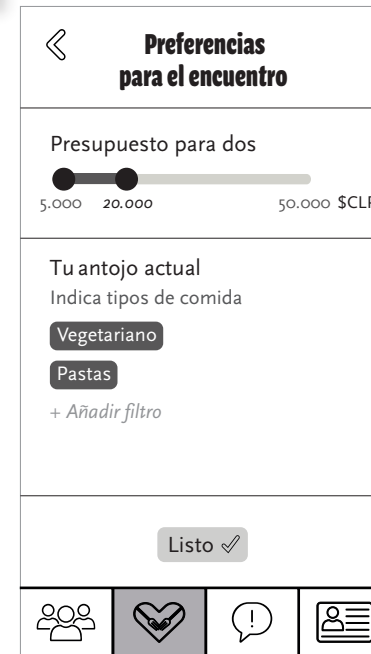 Preferencias
para el encuentro
Presupuesto para dos
5.000 20.000 50.000 $CLP
Tu antojo actual
Indica tipos de comida
Vegetariano
Pastas
+ Añadir filtro
Listo
!